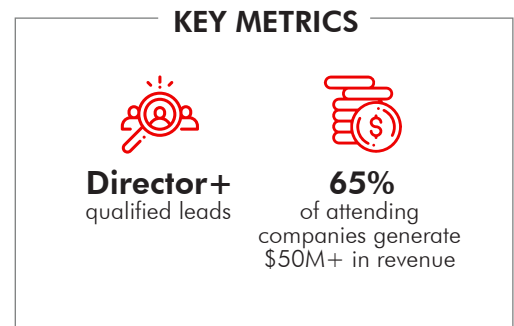 KEY METRICS
$
Director+
qualified leads
65%
of attending
companies generate
$50M+ in revenue